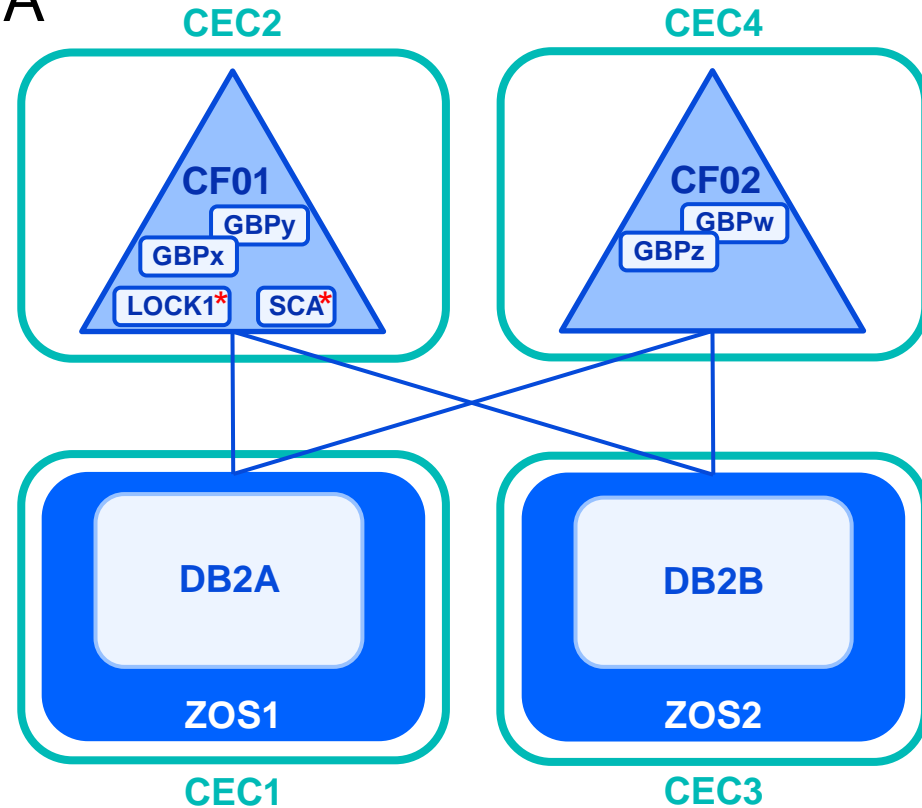 A
CEC2
CEC4
CF01
GBPy
GBPx
LOCK1*
SCA*
CF02
GBPw
GBPz
DB2A
DB2B
ZOS1
ZOS2
CEC1
CEC3